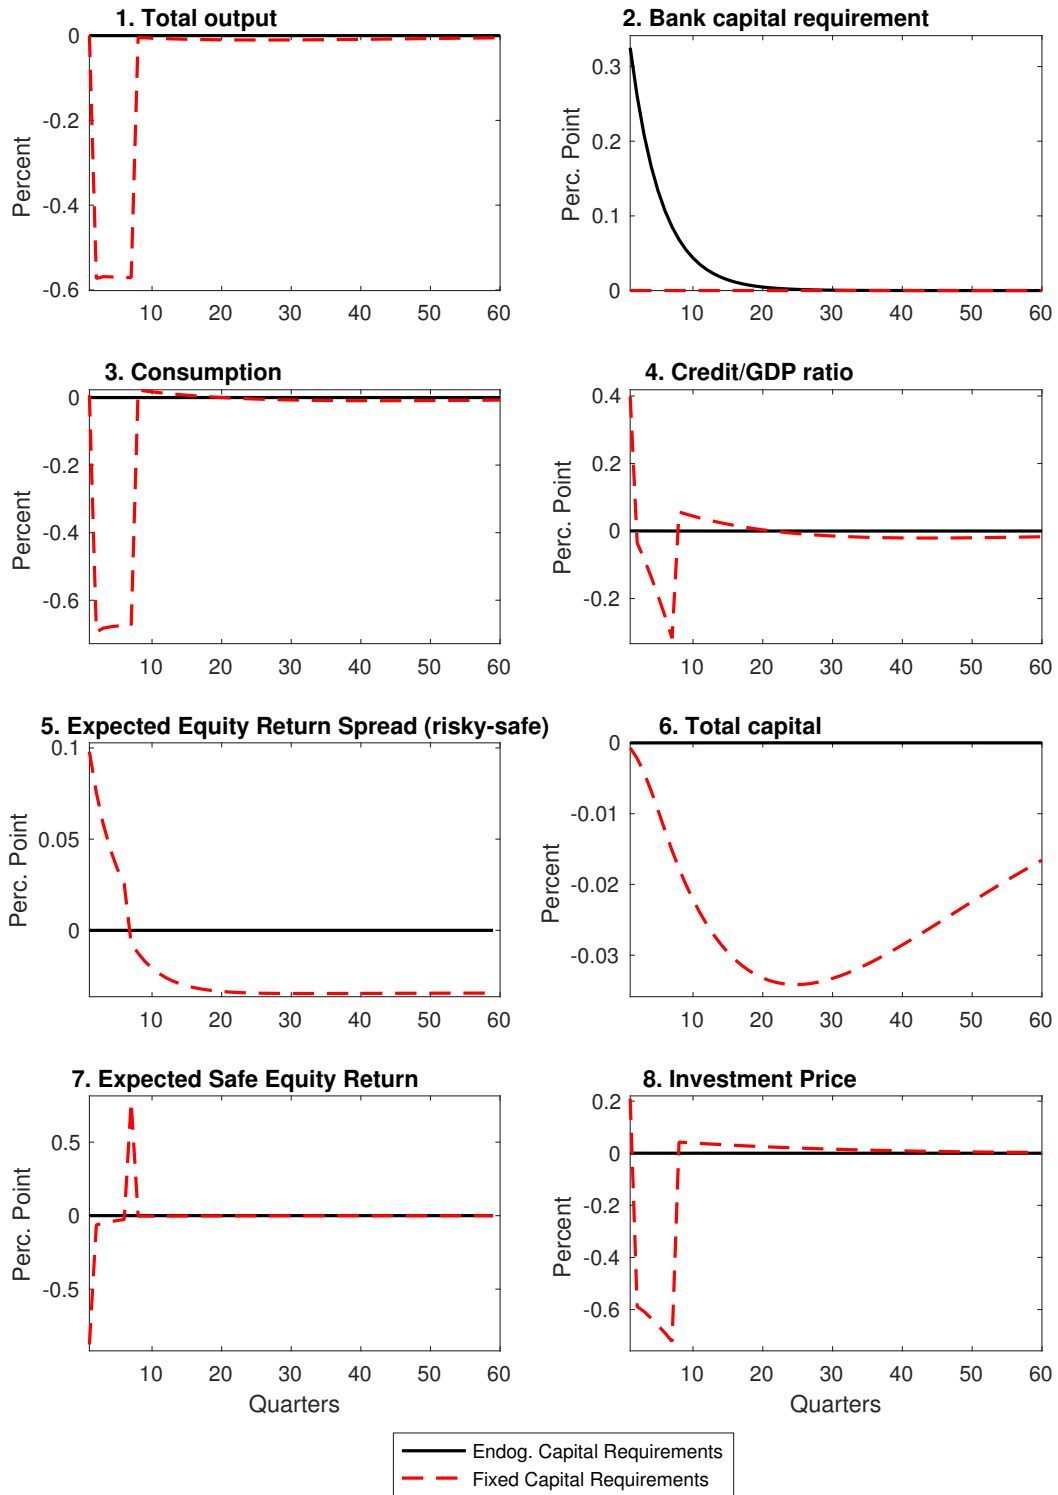 1. Total output
0
-0.2
-0.4
-0.6
Percent
10 20 30 40 50 60
2. Bank capital requirement
0.3
0.2
0.1
0
Perc. Point
10 20 30 40 50 60
3. Consumption
0
-0.2
-0.4
-0.6
Percent
10 20 30 40 50 60
4. Credit/GDP ratio
0.4
0.2
0
-0.2
Perc. Point
10 20 30 40 50 60
5. Expected Equity Return Spread (risky-safe)
0.1
0.05
0
Perc. Point
10 20 30 40 50 60
6. Total capital
0
-0.01
-0.02
-0.03
Percent
10 20 30 40 50 60
7. Expected Safe Equity Return
0.5
0
-0.5
Perc. Point
10 20 30 40 50 60
Quarters
8. Investment Price
0.2
0
-0.2
-0.4
-0.6
Percent
10 20 30 40 50 60
Quarters
Endog. Capital Requirements
Fixed Capital Requirements